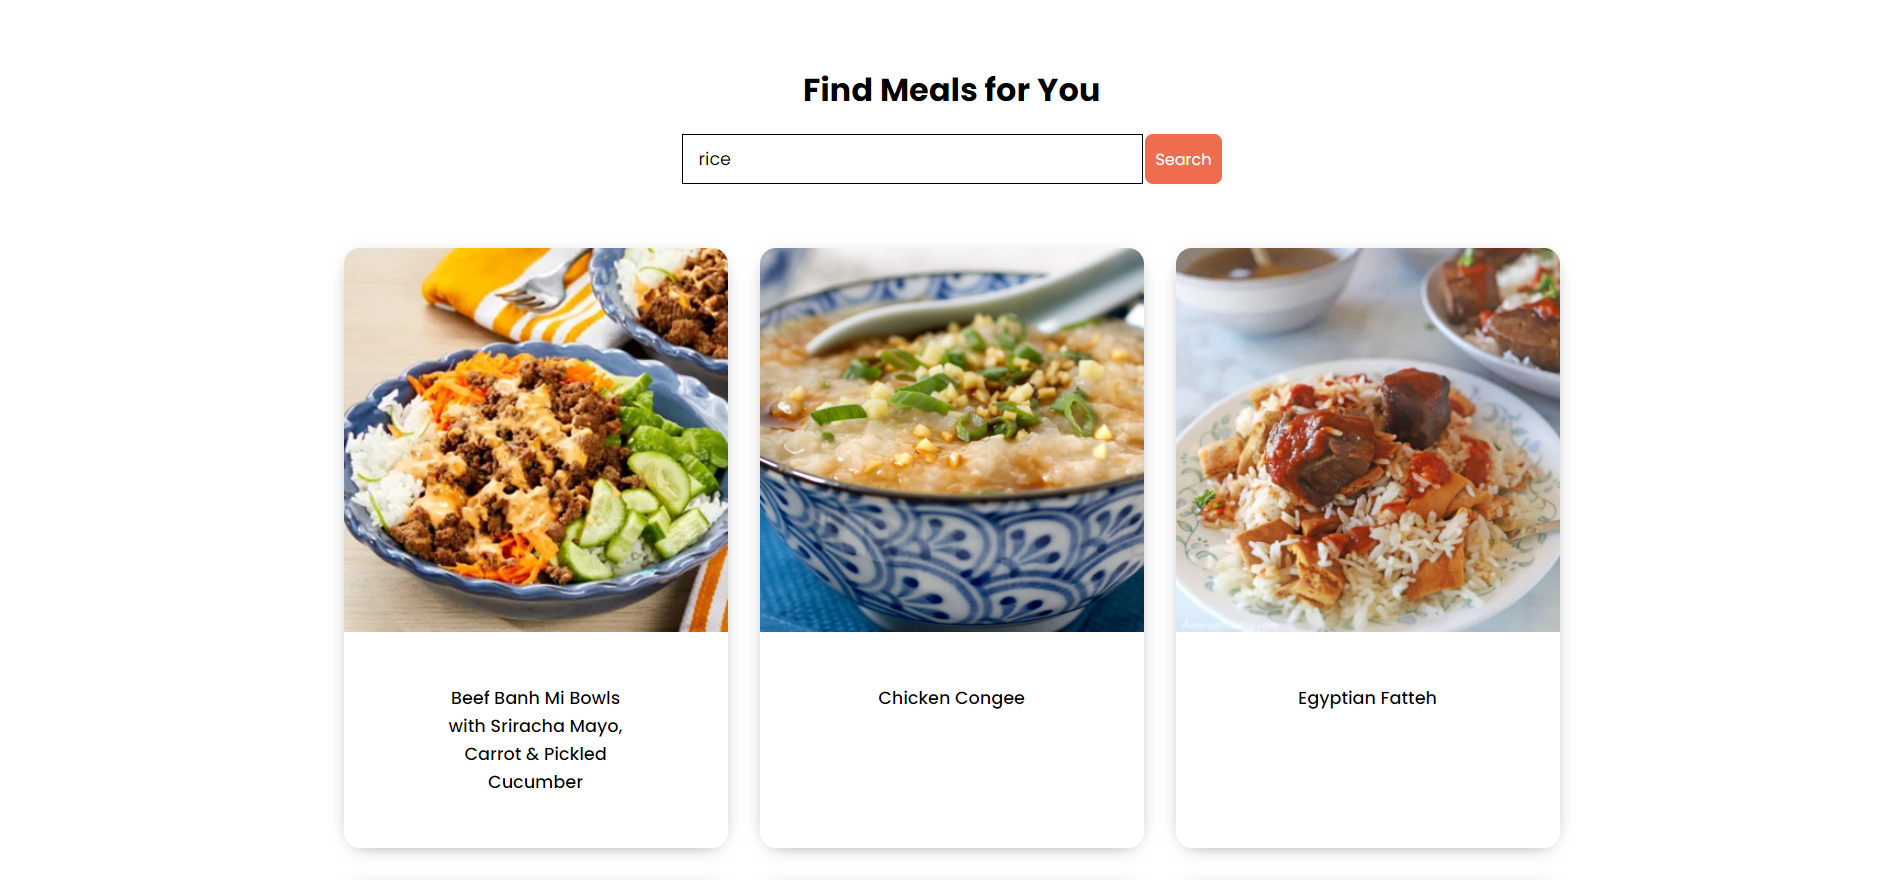 Find Meals for You
rice
Search
Beef Banh Mi Bowls
with Sriracha Mayo,
Carrot & Pickled
Cucumber
Chicken Congee
Egyptian Fatteh